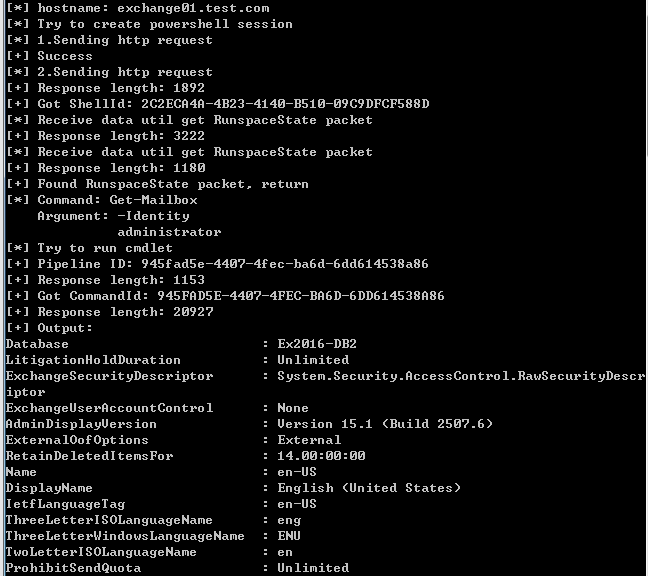 [*] hostname: exchange01.test.com
[*] Try to create powershell session
[*] 1.Sending http request
[+] Success
[*] 2.Sending http request
[+] Response length: 1892
[+] Got ShellId: 2C2ECA4A-4B23-4140-B510-09C9DFCF588D
[*] Receive data util get RunspaceState packet
[+] Response length: 3222
[*] Receive data util get RunspaceState packet
[+] Response length: 1180
[+] Found RunspaceState packet, return
[*] Command: Get-Mailbox
Argument: -Identity
administrator
[*] Try to run cmdlet
[+] Pipeline ID: 945fad5e-4407-4fec-ba6d-6dd614538a86
[+] Response length: 1153
[+] Got CommandId: 945FAD5E-4407-4FEC-BA6D-6DD614538A86
[+] Response length: 20927
[+] Output:
Database : Ex2016-DB2
LitigationHoldDuration : Unlimited
ExchangeSecurityDescriptor : System.Security.AccessControl.RawSecurityDescr
iptor
ExchangeUserAccountControl : None
AdminDisplayVersion : Version 15.1 (Build 2507.6)
ExternalOofOptions : External
RetainDeletedItemsFor : 14.00:00:00
Name : en-US
DisplayName : English (United States)
IetfLanguageTag : en-US
ThreeLetterISOLanguageName : eng
ThreeLetterWindowsLanguageName : ENU
TwoLetterISOLanguageName : en
ProhibitSendQuota : Unlimited